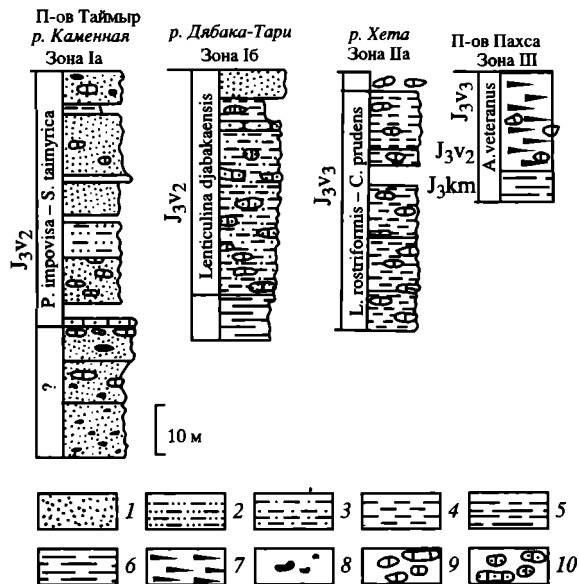 П-ов Таймыр
р. Каменная
Зона Iа
р. Дябака-Тари
Зона Iб
р. Хета
Зона IIа
П-ов Пахса
Зона III
J₃v₂
P. impovisa – S. taimyrica
?
J₃v₂
Lenticulina djabakaensis
J₃v₃
L. rostriformis – C. prudens
J₃v₃
J₃v₂
J₃km
A. veteranus
10 м
1
2
3
4
5
6
7
8
9
10